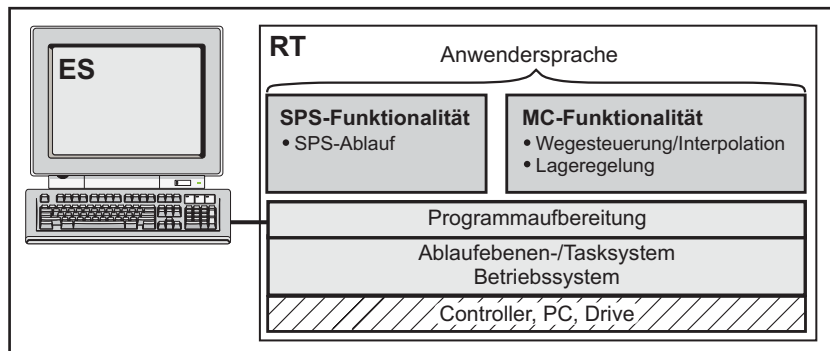 ES
RT
Anwendersprache
SPS-Funktionalität
• SPS-Ablauf
MC-Funktionalität
• Wegesteuerung/Interpolation
• Lageregelung
Programmaufbereitung
Ablaufebenen-/Tasksystem
Betriebssystem
Controller, PC, Drive